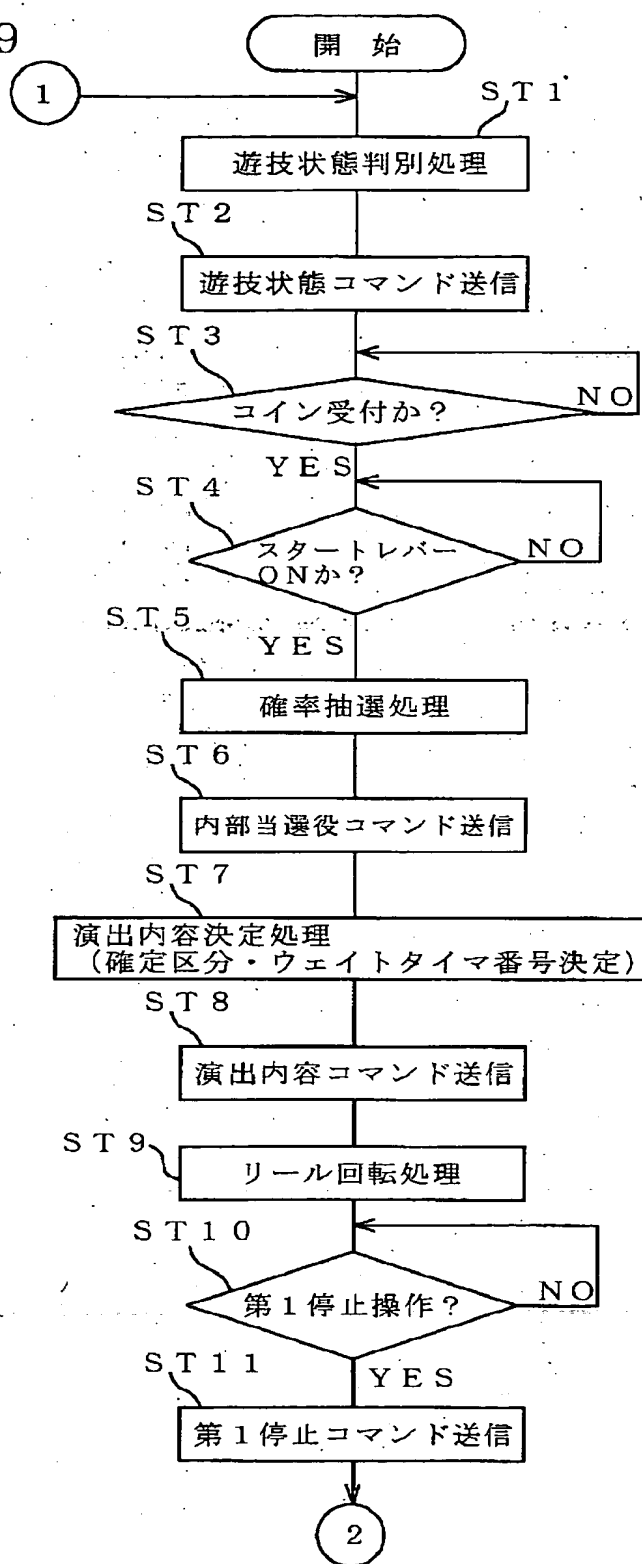 9
開 始
1
ST1
遊技状態判別処理
ST2
遊技状態コマンド送信
ST3
コイン受付か？
NO
YES
ST4
スタートレバー
ONか？
NO
YES
ST5
確率抽選処理
ST6
内部当選役コマンド送信
ST7
演出内容決定処理
（確定区分・ウェイトタイマ番号決定）
ST8
演出内容コマンド送信
ST9
リール回転処理
ST10
第1停止操作？
NO
YES
ST11
第1停止コマンド送信
2